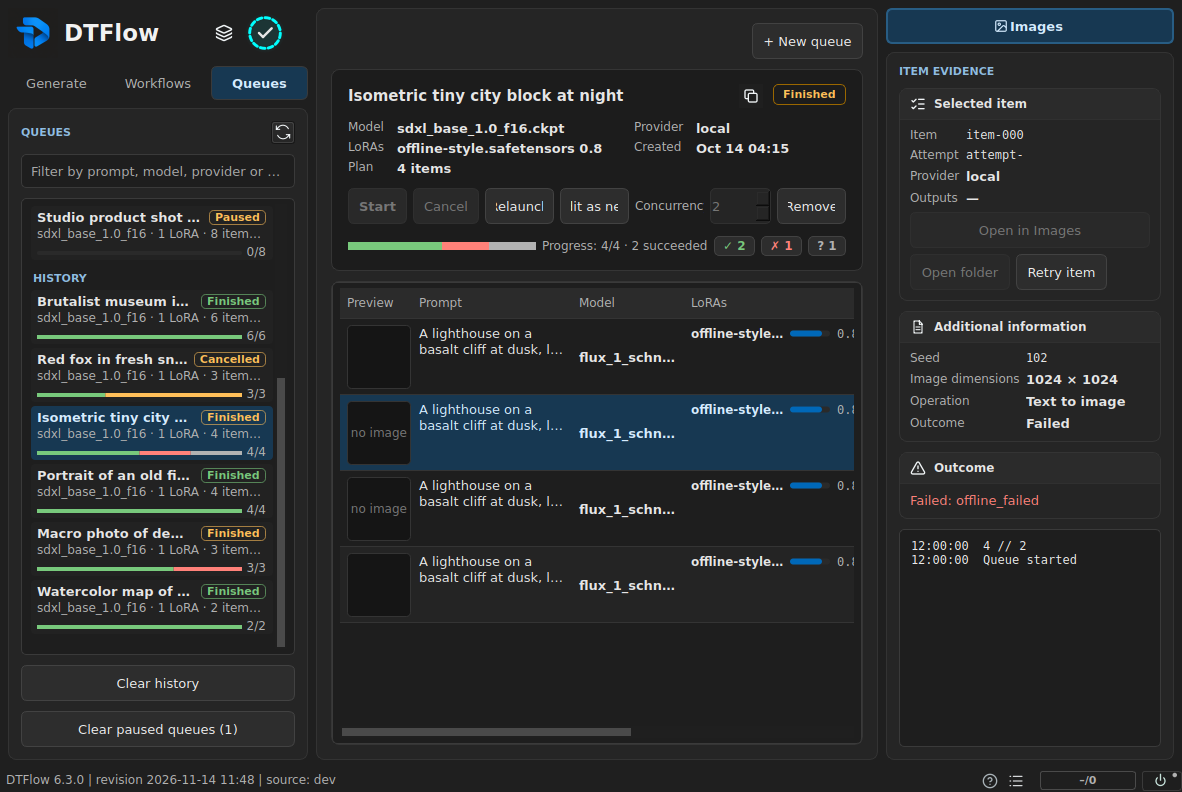 DTFlow
Generate
Workflows
Queues
QUEUES
Filter by prompt, model, provider or ...
Studio product shot ...
Paused
sdxl_base_1.0_f16 · 1 LoRA · 8 item...
0/8
HISTORY
Brutalist museum i...
Finished
sdxl_base_1.0_f16 · 1 LoRA · 6 item...
6/6
Red fox in fresh sn...
Cancelled
sdxl_base_1.0_f16 · 1 LoRA · 3 item...
3/3
Isometric tiny city ...
Finished
sdxl_base_1.0_f16 · 1 LoRA · 4 item...
4/4
Portrait of an old fi...
Finished
sdxl_base_1.0_f16 · 1 LoRA · 4 item...
4/4
Macro photo of de...
Finished
sdxl_base_1.0_f16 · 1 LoRA · 3 item...
3/3
Watercolor map of ...
Finished
sdxl_base_1.0_f16 · 1 LoRA · 2 item...
2/2
Clear history
Clear paused queues (1)
+ New queue
Isometric tiny city block at night
Finished
Model sdxl_base_1.0_f16.ckpt
Provider local
LoRAs offline-style.safetensors 0.8
Created Oct 14 04:15
Plan 4 items
Start
Cancel
elaunch
lit as ne
Concurrenc
2
Remove
Progress: 4/4 · 2 succeeded
✓ 2
✗ 1
? 1
Preview
Prompt
Model
LoRAs
A lighthouse on a
basalt cliff at dusk, l...
flux_1_schn...
offline-style...
0.8
no image
A lighthouse on a
basalt cliff at dusk, l...
flux_1_schn...
offline-style...
0.8
no image
A lighthouse on a
basalt cliff at dusk, l...
flux_1_schn...
offline-style...
0.8
A lighthouse on a
basalt cliff at dusk, l...
flux_1_schn...
offline-style...
0.8
Images
ITEM EVIDENCE
Selected item
Item item-000
Attempt attempt-
Provider local
Outputs —
Open in Images
Open folder
Retry item
Additional information
Seed 102
Image dimensions 1024 × 1024
Operation Text to image
Outcome Failed
Outcome
Failed: offline_failed
12:00:00 4 // 2
12:00:00 Queue started
DTFlow 6.3.0 | revision 2026-11-14 11:48 | source: dev
-/0